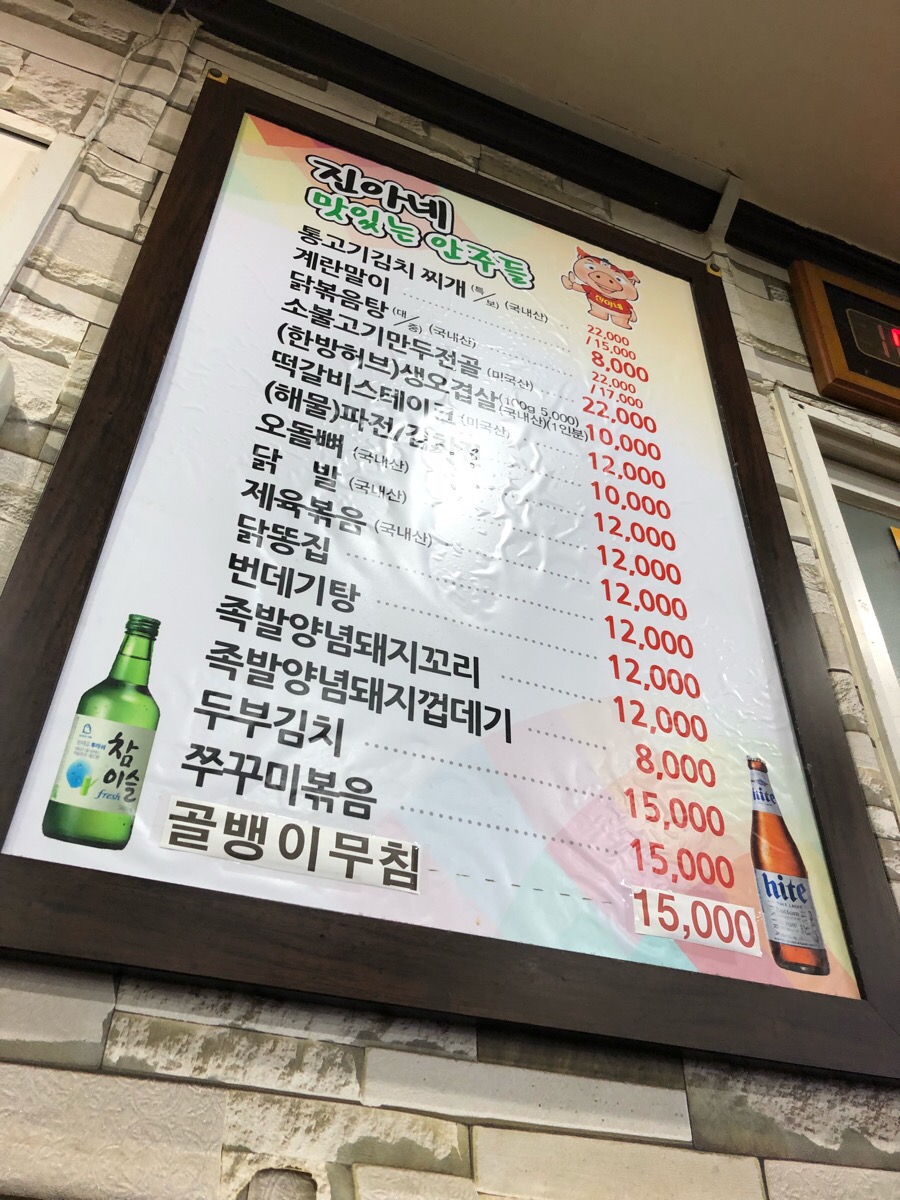 진아네
맛있는 안주들
통고기김치찌개 (특/보) (국내산) 22,000/15,000
계란말이 8,000
닭볶음탕 (대/중) (국내산) 22,000/17,000
소불고기만두전골 (미국산) 22,000
(한방허브)생오겹살(100g 5,000)(국내산)(1인분) 10,000
떡갈비스테이크 (미국산) 12,000
(해물)파전/ 10,000
오돌뼈 (국내산) 12,000
닭 발 (국내산) 12,000
제육볶음 (국내산) 12,000
닭똥집 12,000
번데기탕 12,000
족발양념돼지꼬리 12,000
족발양념돼지껍데기 8,000
두부김치 15,000
쭈꾸미볶음 15,000
골뱅이무침 15,000
참이슬
fresh
hite
hite